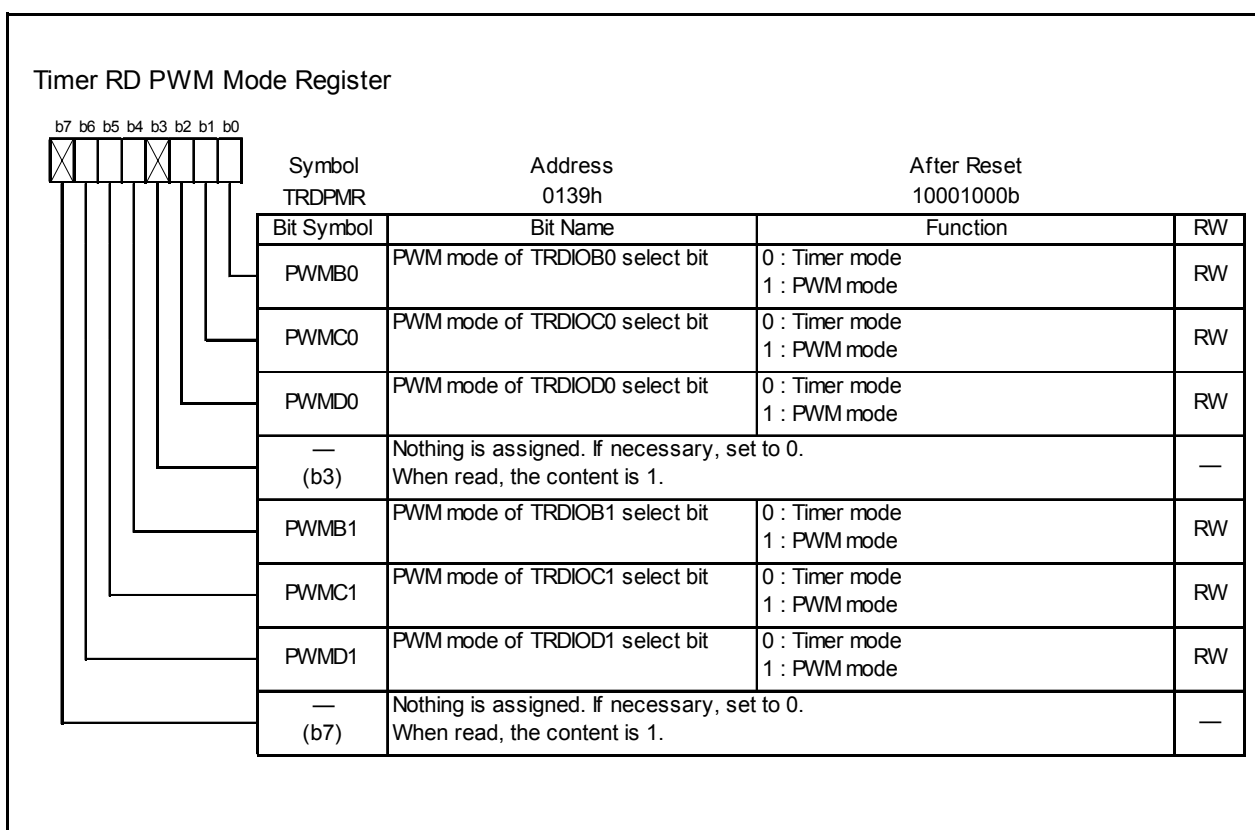 Timer RD PWM Mode Register
b7 b6 b5 b4 b3 b2 b1 b0
Symbol Address After Reset
TRDPMR 0139h 10001000b
Bit Symbol Bit Name Function RW
PWMB0 PWM mode of TRDIOB0 select bit 0 : Timer mode RW
1 : PWM mode
PWMC0 PWM mode of TRDIOC0 select bit 0 : Timer mode RW
1 : PWM mode
PWMD0 PWM mode of TRDIOD0 select bit 0 : Timer mode RW
1 : PWM mode
— Nothing is assigned. If necessary, set to 0. —
(b3) When read, the content is 1.
PWMB1 PWM mode of TRDIOB1 select bit 0 : Timer mode RW
1 : PWM mode
PWMC1 PWM mode of TRDIOC1 select bit 0 : Timer mode RW
1 : PWM mode
PWMD1 PWM mode of TRDIOD1 select bit 0 : Timer mode RW
1 : PWM mode
— Nothing is assigned. If necessary, set to 0. —
(b7) When read, the content is 1.